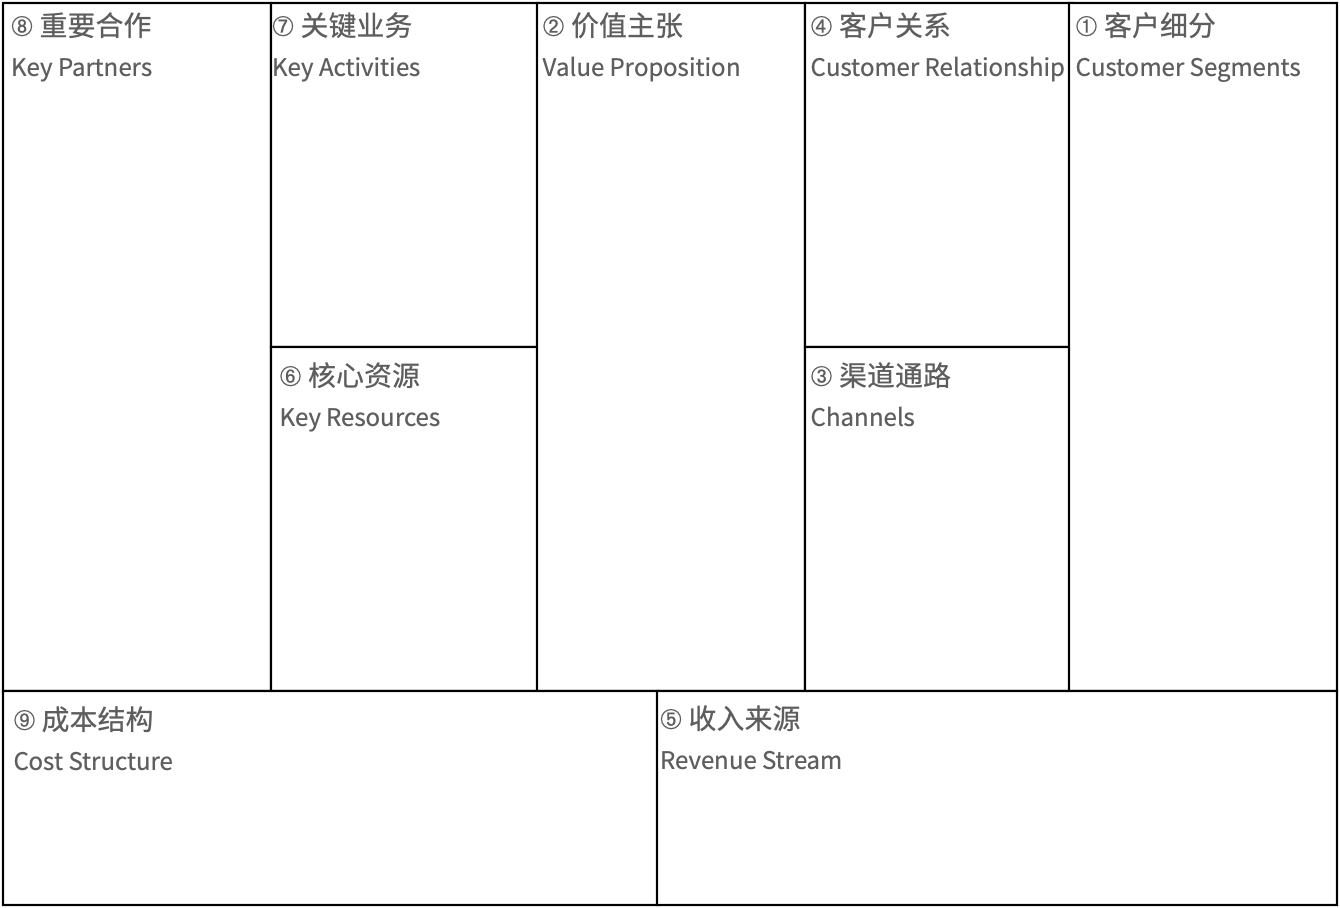 ⑧ 重要合作
Key Partners
⑦ 关键业务
Key Activities
⑥ 核心资源
Key Resources
② 价值主张
Value Proposition
④ 客户关系
Customer Relationship
③ 渠道通路
Channels
① 客户细分
Customer Segments
⑨ 成本结构
Cost Structure
⑤ 收入来源
Revenue Stream